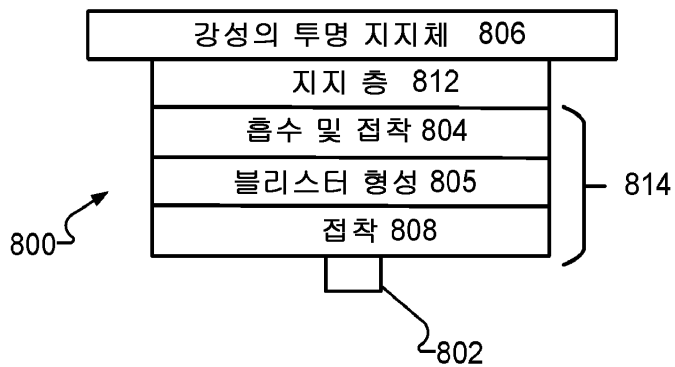 강성의 투명 지지체 806
지지 층 812
흡수 및 접착 804
블리스터 형성 805
접착 808
814
800
802